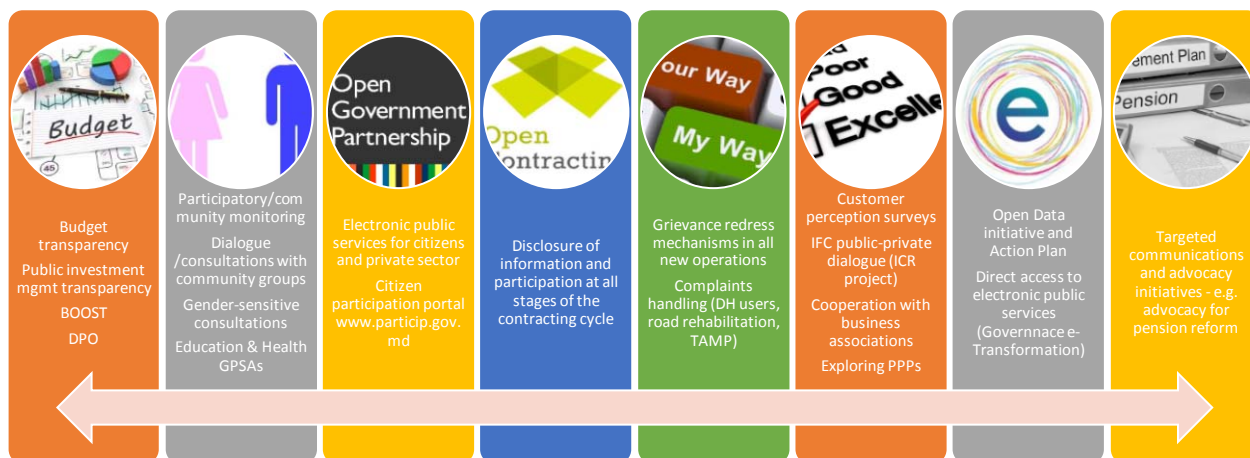 Budget
45
Budget
transparency
Public investment
mgmt transparency
BOOST
DPO
Participatory/com
munity monitoring
Dialogue
/consultations with
community groups
Gender-sensitive
consultations
Education & Health
GPSAs
Open
Government
Partnership
Electronic public
services for citizens
and private sector
Citizen
participation portal
www.particip.gov.
md
Open
ontractin
Disclosure of
information and
participation at all
stages of the
contracting cycle
our Way
My Way
Grievance redress
mechanisms in all
new operations
Complaints
handling (DH users,
road rehabilitation,
TAMP)
Poor
Good
Excelle
Customer
perception surveys
IFC public-private
dialogue (ICR
project)
Cooperation with
business
associations
Exploring PPPs
e
Open Data
initiative and
Action Plan
Direct access to
electronic public
services
(Governnace e-
Transformation)
ement Plan
Pension
Targeted
communications
and advocacy
initiatives - e.g.
advocacy for
pension reform